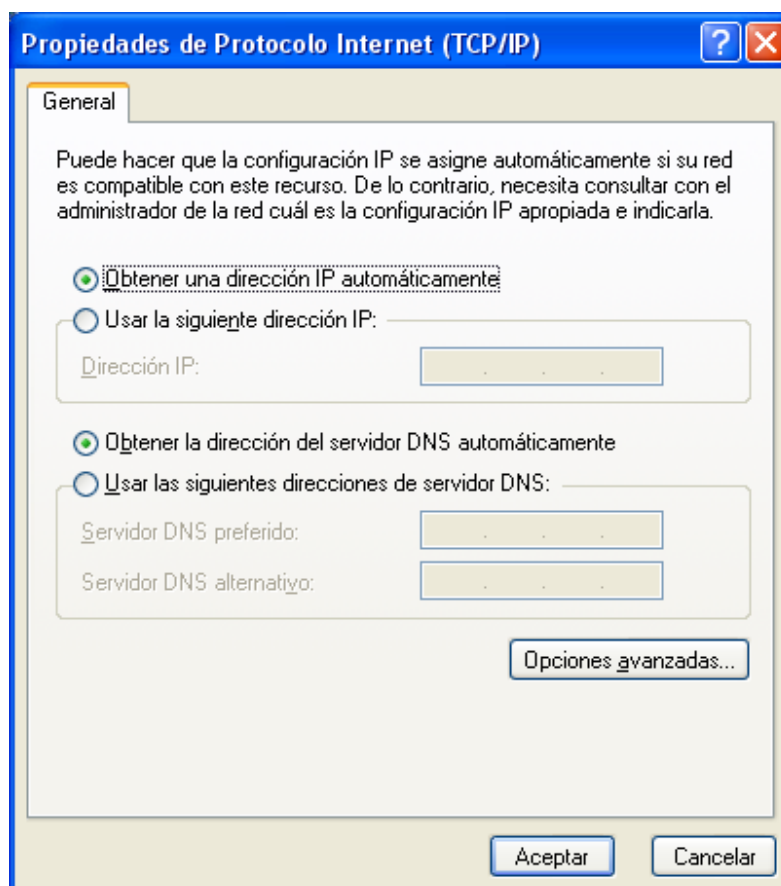 Propiedades de Protocolo Internet (TCP/IP)
General
Puede hacer que la configuración IP se asigne automáticamente si su red
es compatible con este recurso. De lo contrario, necesita consultar con el
administrador de la red cuál es la configuración IP apropiada e indicarla.
Obtener una dirección IP automáticamente
Usar la siguiente dirección IP:
Dirección IP:
Obtener la dirección del servidor DNS automáticamente
Usar las siguientes direcciones de servidor DNS:
Servidor DNS preferido:
Servidor DNS alternativo:
Opciones avanzadas...
Aceptar
Cancelar